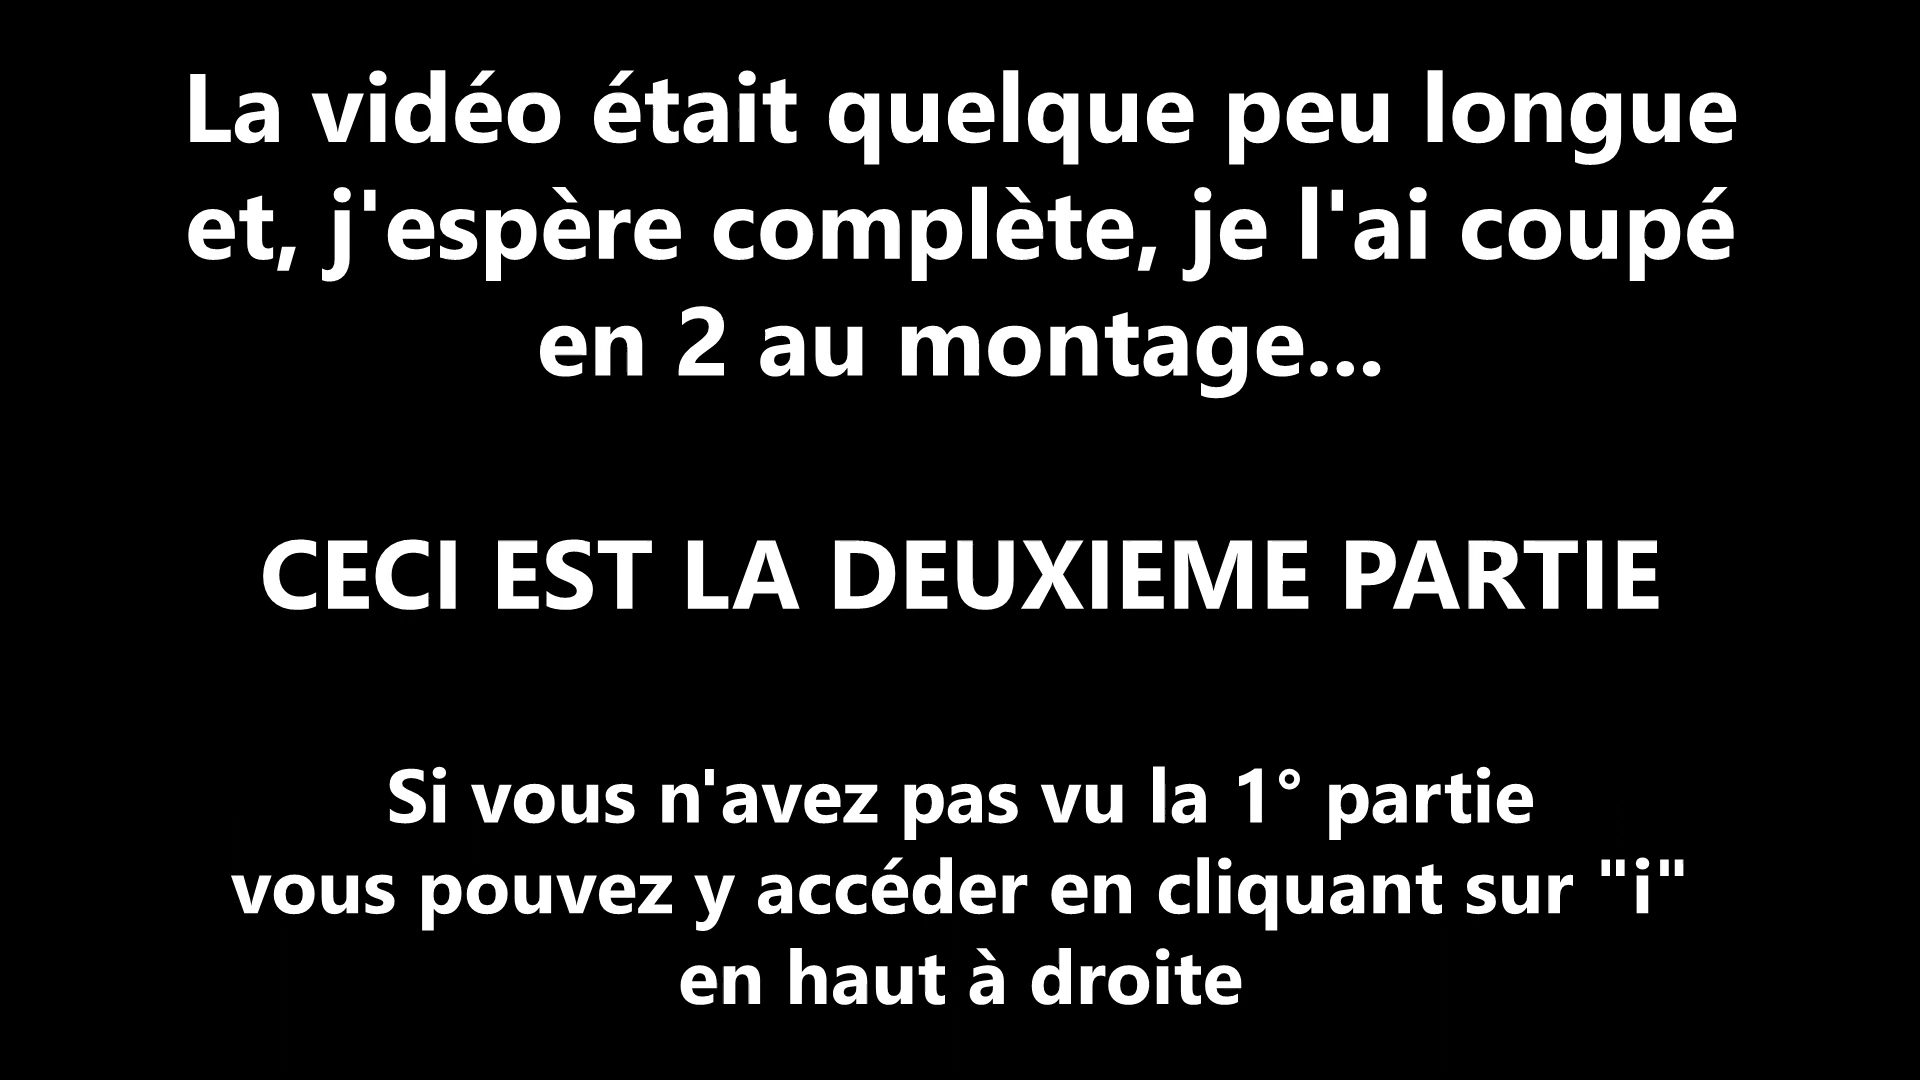 La vidéo était quelque peu longue
et, j'espère complète, je l'ai coupé
en 2 au montage...
CECI EST LA DEUXIEME PARTIE
Si vous n'avez pas vu la 1° partie
vous pouvez y accéder en cliquant sur "i"
en haut à droite